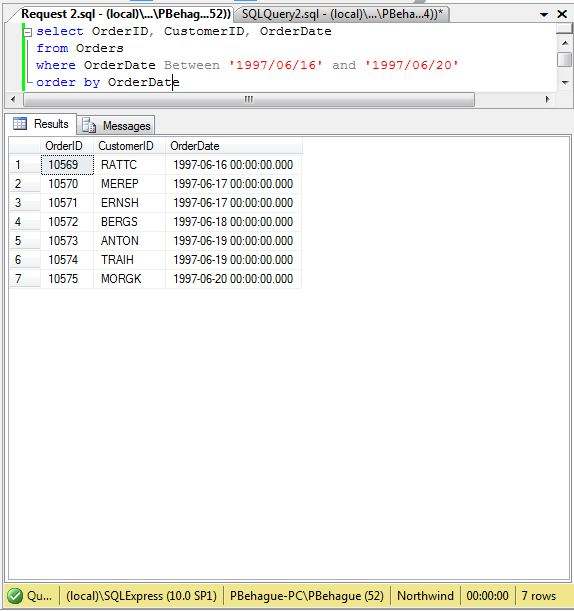 Request 2.sql - (local)\...\PBehag...52)) SQLQuery2.sql - (local)\...\PBeha...4))*
select OrderID, CustomerID, OrderDate
from Orders
where OrderDate Between '1997/06/16' and '1997/06/20'
order by OrderDate
Results Messages
OrderID CustomerID OrderDate
1 10569 RATTC 1997-06-16 00:00:00.000
2 10570 MEREP 1997-06-17 00:00:00.000
3 10571 ERNSH 1997-06-17 00:00:00.000
4 10572 BERGS 1997-06-18 00:00:00.000
5 10573 ANTON 1997-06-19 00:00:00.000
6 10574 TRAIH 1997-06-19 00:00:00.000
7 10575 MORGK 1997-06-20 00:00:00.000
Qu... (local)\SQLExpress (10.0 SP1) PBehague-PC\PBehague (52) Northwind 00:00:00 7 rows